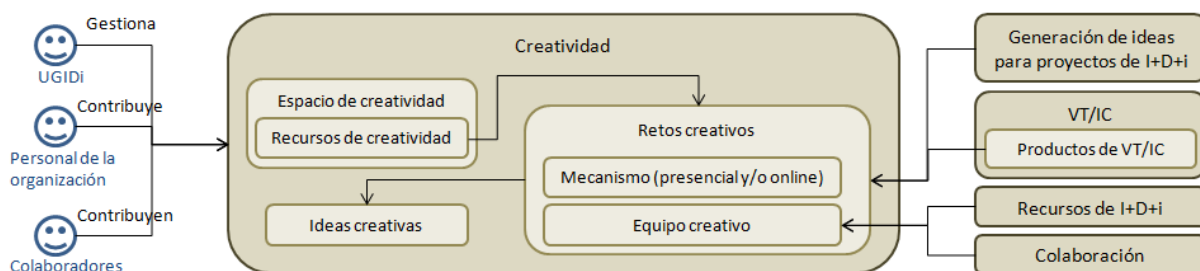 Gestiona
UGIDi
Contribuye
Personal de la
organización
Contribuyen
Colaboradores
Creatividad
Espacio de creatividad
Recursos de creatividad
Ideas creativas
Retos creativos
Mecanismo (presencial y/o online)
Equipo creativo
Generación de ideas
para proyectos de I+D+i
VT/IC
Productos de VT/IC
Recursos de I+D+i
Colaboración